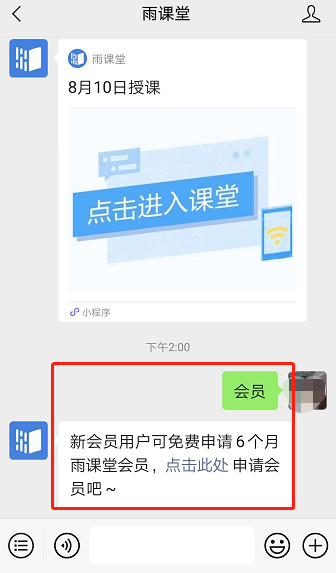 雨课堂
雨课堂
8月10日授课
点击进入课堂
小程序
下午2:00
会员
新会员用户可免费申请6个月
雨课堂会员，点击此处 申请会
员吧～